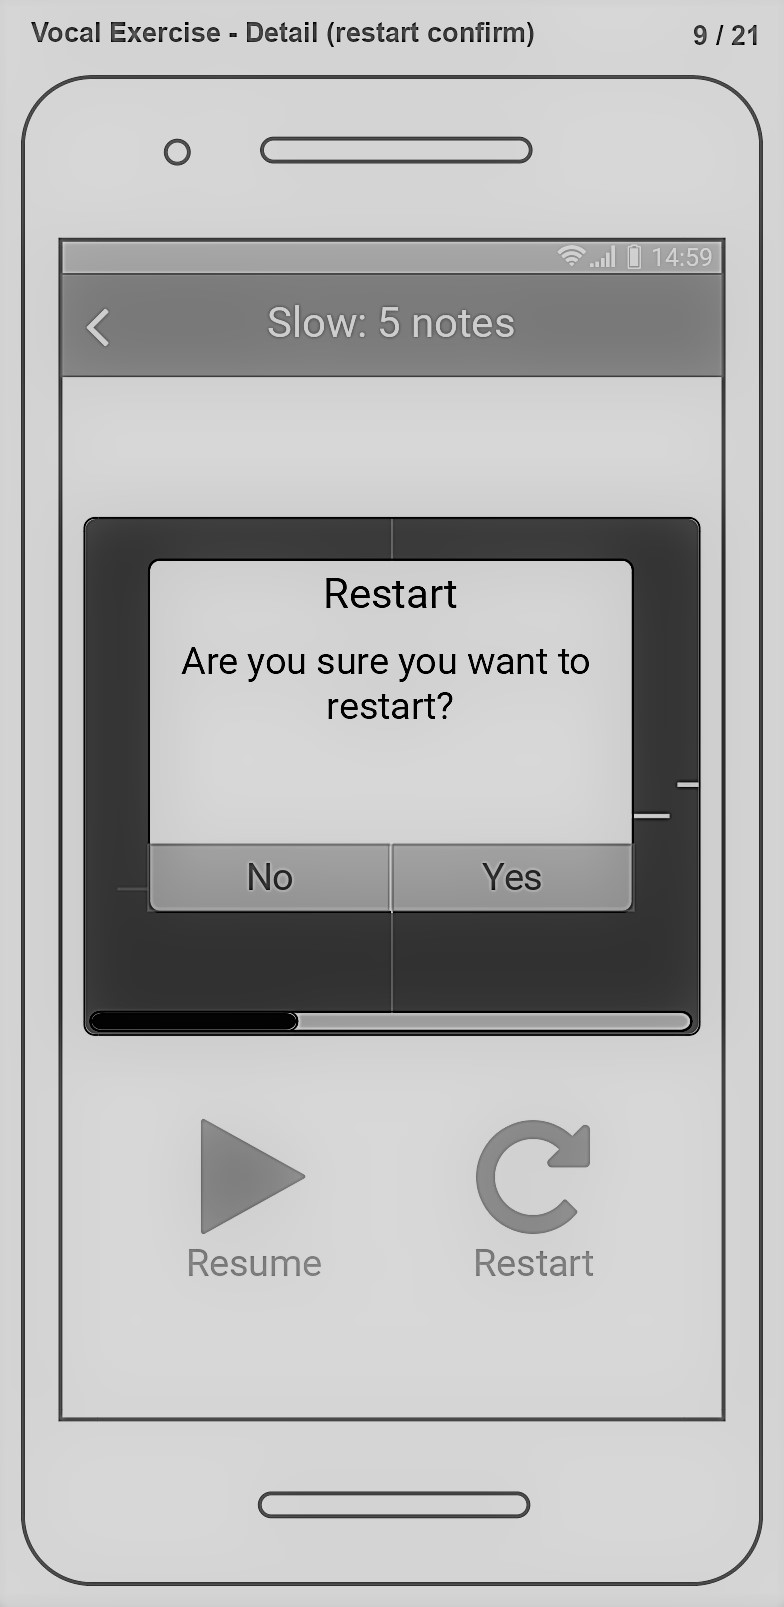 Vocal Exercise - Detail (restart confirm)
9 / 21
14:59
Slow: 5 notes
Restart
Are you sure you want to
restart?
No
Yes
Resume
Restart